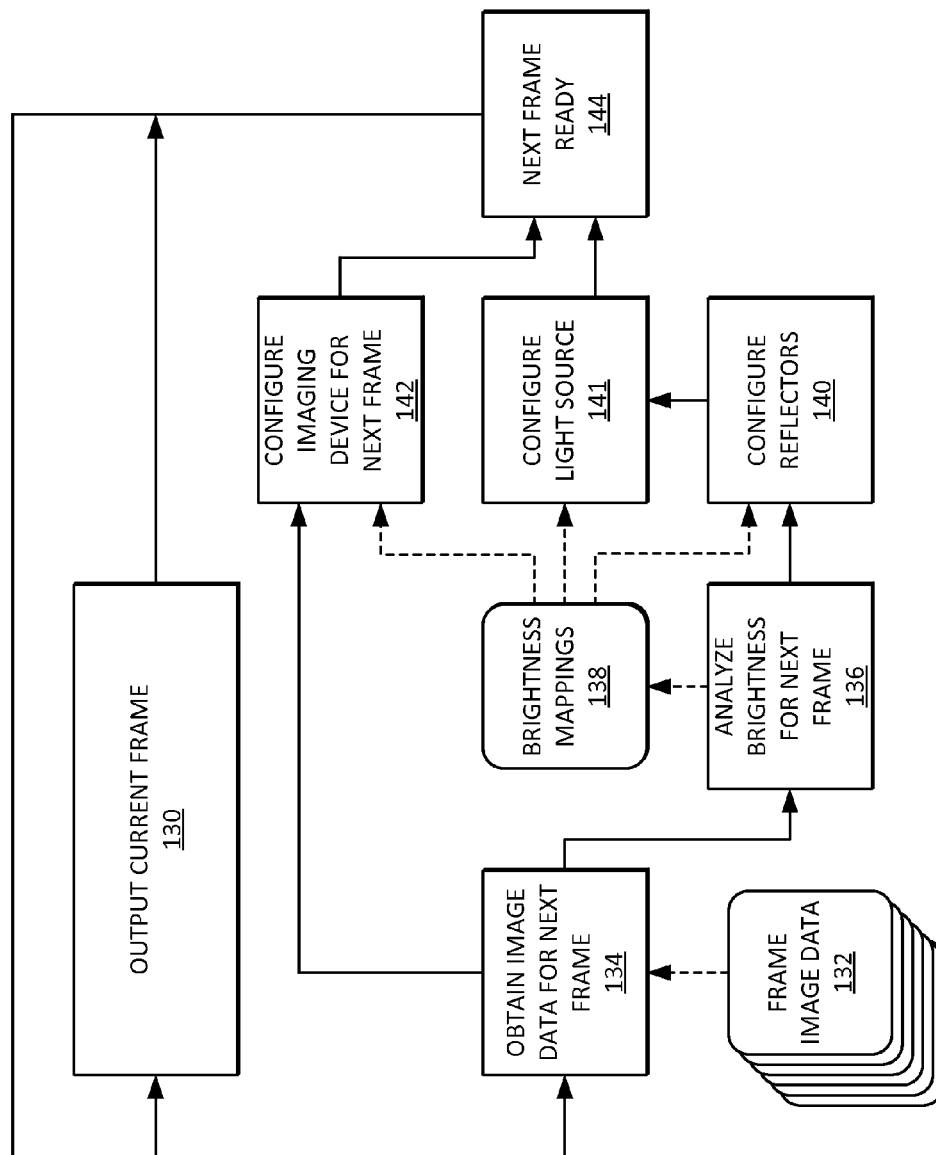 OUTPUT CURRENT FRAME
130
CONFIGURE
IMAGING
DEVICE FOR
NEXT FRAME
142
NEXT FRAME
READY
144
OBTAIN IMAGE
DATA FOR NEXT
FRAME
134
BRIGHTNESS
MAPPINGS
138
CONFIGURE
LIGHT SOURCE
141
FRAME
IMAGE DATA
132
ANALYZE
BRIGHTNESS
FOR NEXT
FRAME
136
CONFIGURE
REFLECTORS
140